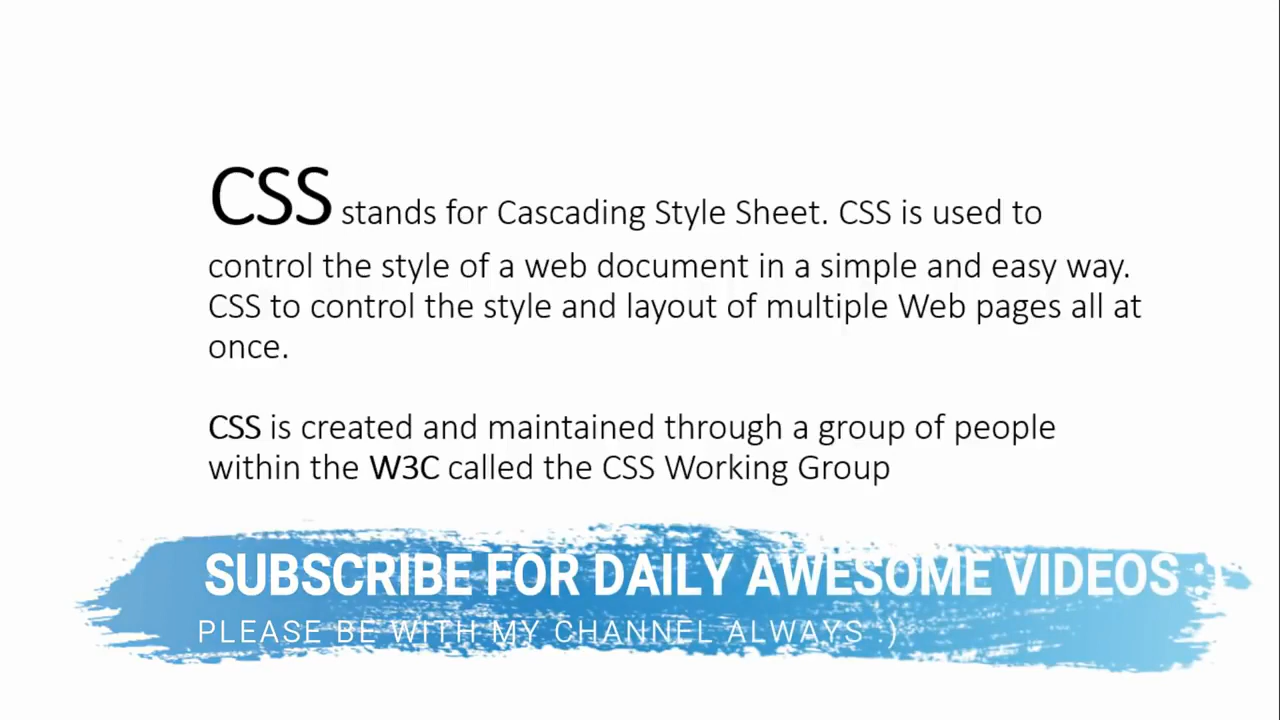 CSS stands for Cascading Style Sheet. CSS is used to
control the style of a web document in a simple and easy way.
CSS to control the style and layout of multiple Web pages all at
once.
CSS is created and maintained through a group of people
within the W3C called the CSS Working Group
SUBSCRIBE FOR DAILY AWESOME VIDEOS :)
PLEASE BE WITH MY CHANNEL ALWAYS :)